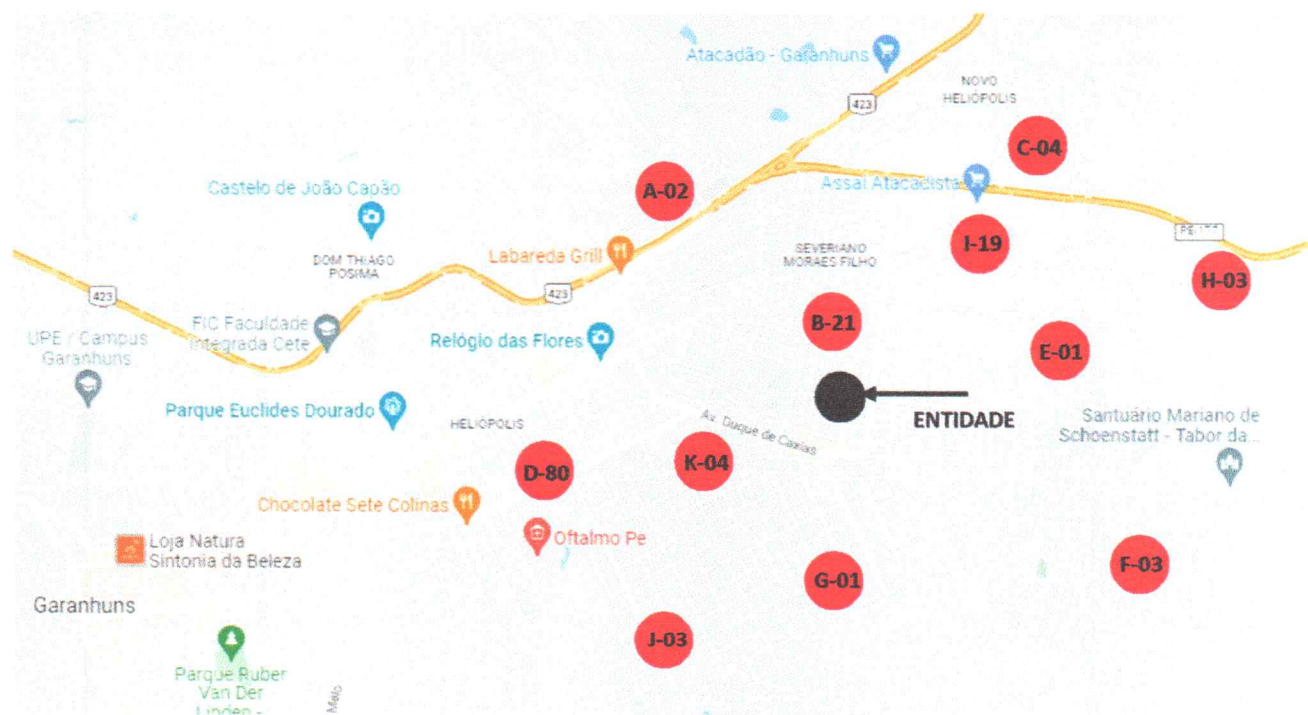 Atacadão - Garanhuns
NOVO
HELIÓPOLIS
423
C-04
Castelo de João Capão
A-02
Assaí Atacadista
DOM THIAGO
POSIMA
Labareda Grill
SEVERIANO
MORAES FILHO
I-19
H-03
423
423
FIC Faculdade
Integrada Cete
UPE / Campus
Garanhuns
Relógio das Flores
B-21
E-01
Parque Euclides Dourado
ENTIDADE
HELIÓPOLIS
Av. Duque de Caxias
Santuário Mariano de
Schoenstatt - Tabor da...
D-80
K-04
Chocolate Sete Colinas
Oftalmo Pe
Loja Natura
Sintonia da Beleza
F-03
G-01
Garanhuns
J-03
Parque Ruber
Van Der
Linden -
Melo